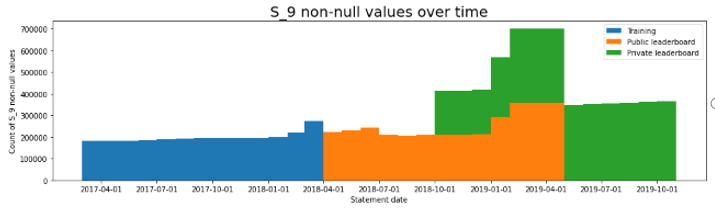 S_9 non-null values over time
Training
Public leaderboard
Private leaderboard
Count of S_9 non-null values
700000
600000
500000
400000
300000
200000
100000
0
2017-04-01 2017-07-01 2017-10-01 2018-01-01 2018-04-01 2018-07-01 2018-10-01 2019-01-01 2019-04-01 2019-07-01 2019-10-01
Statement date